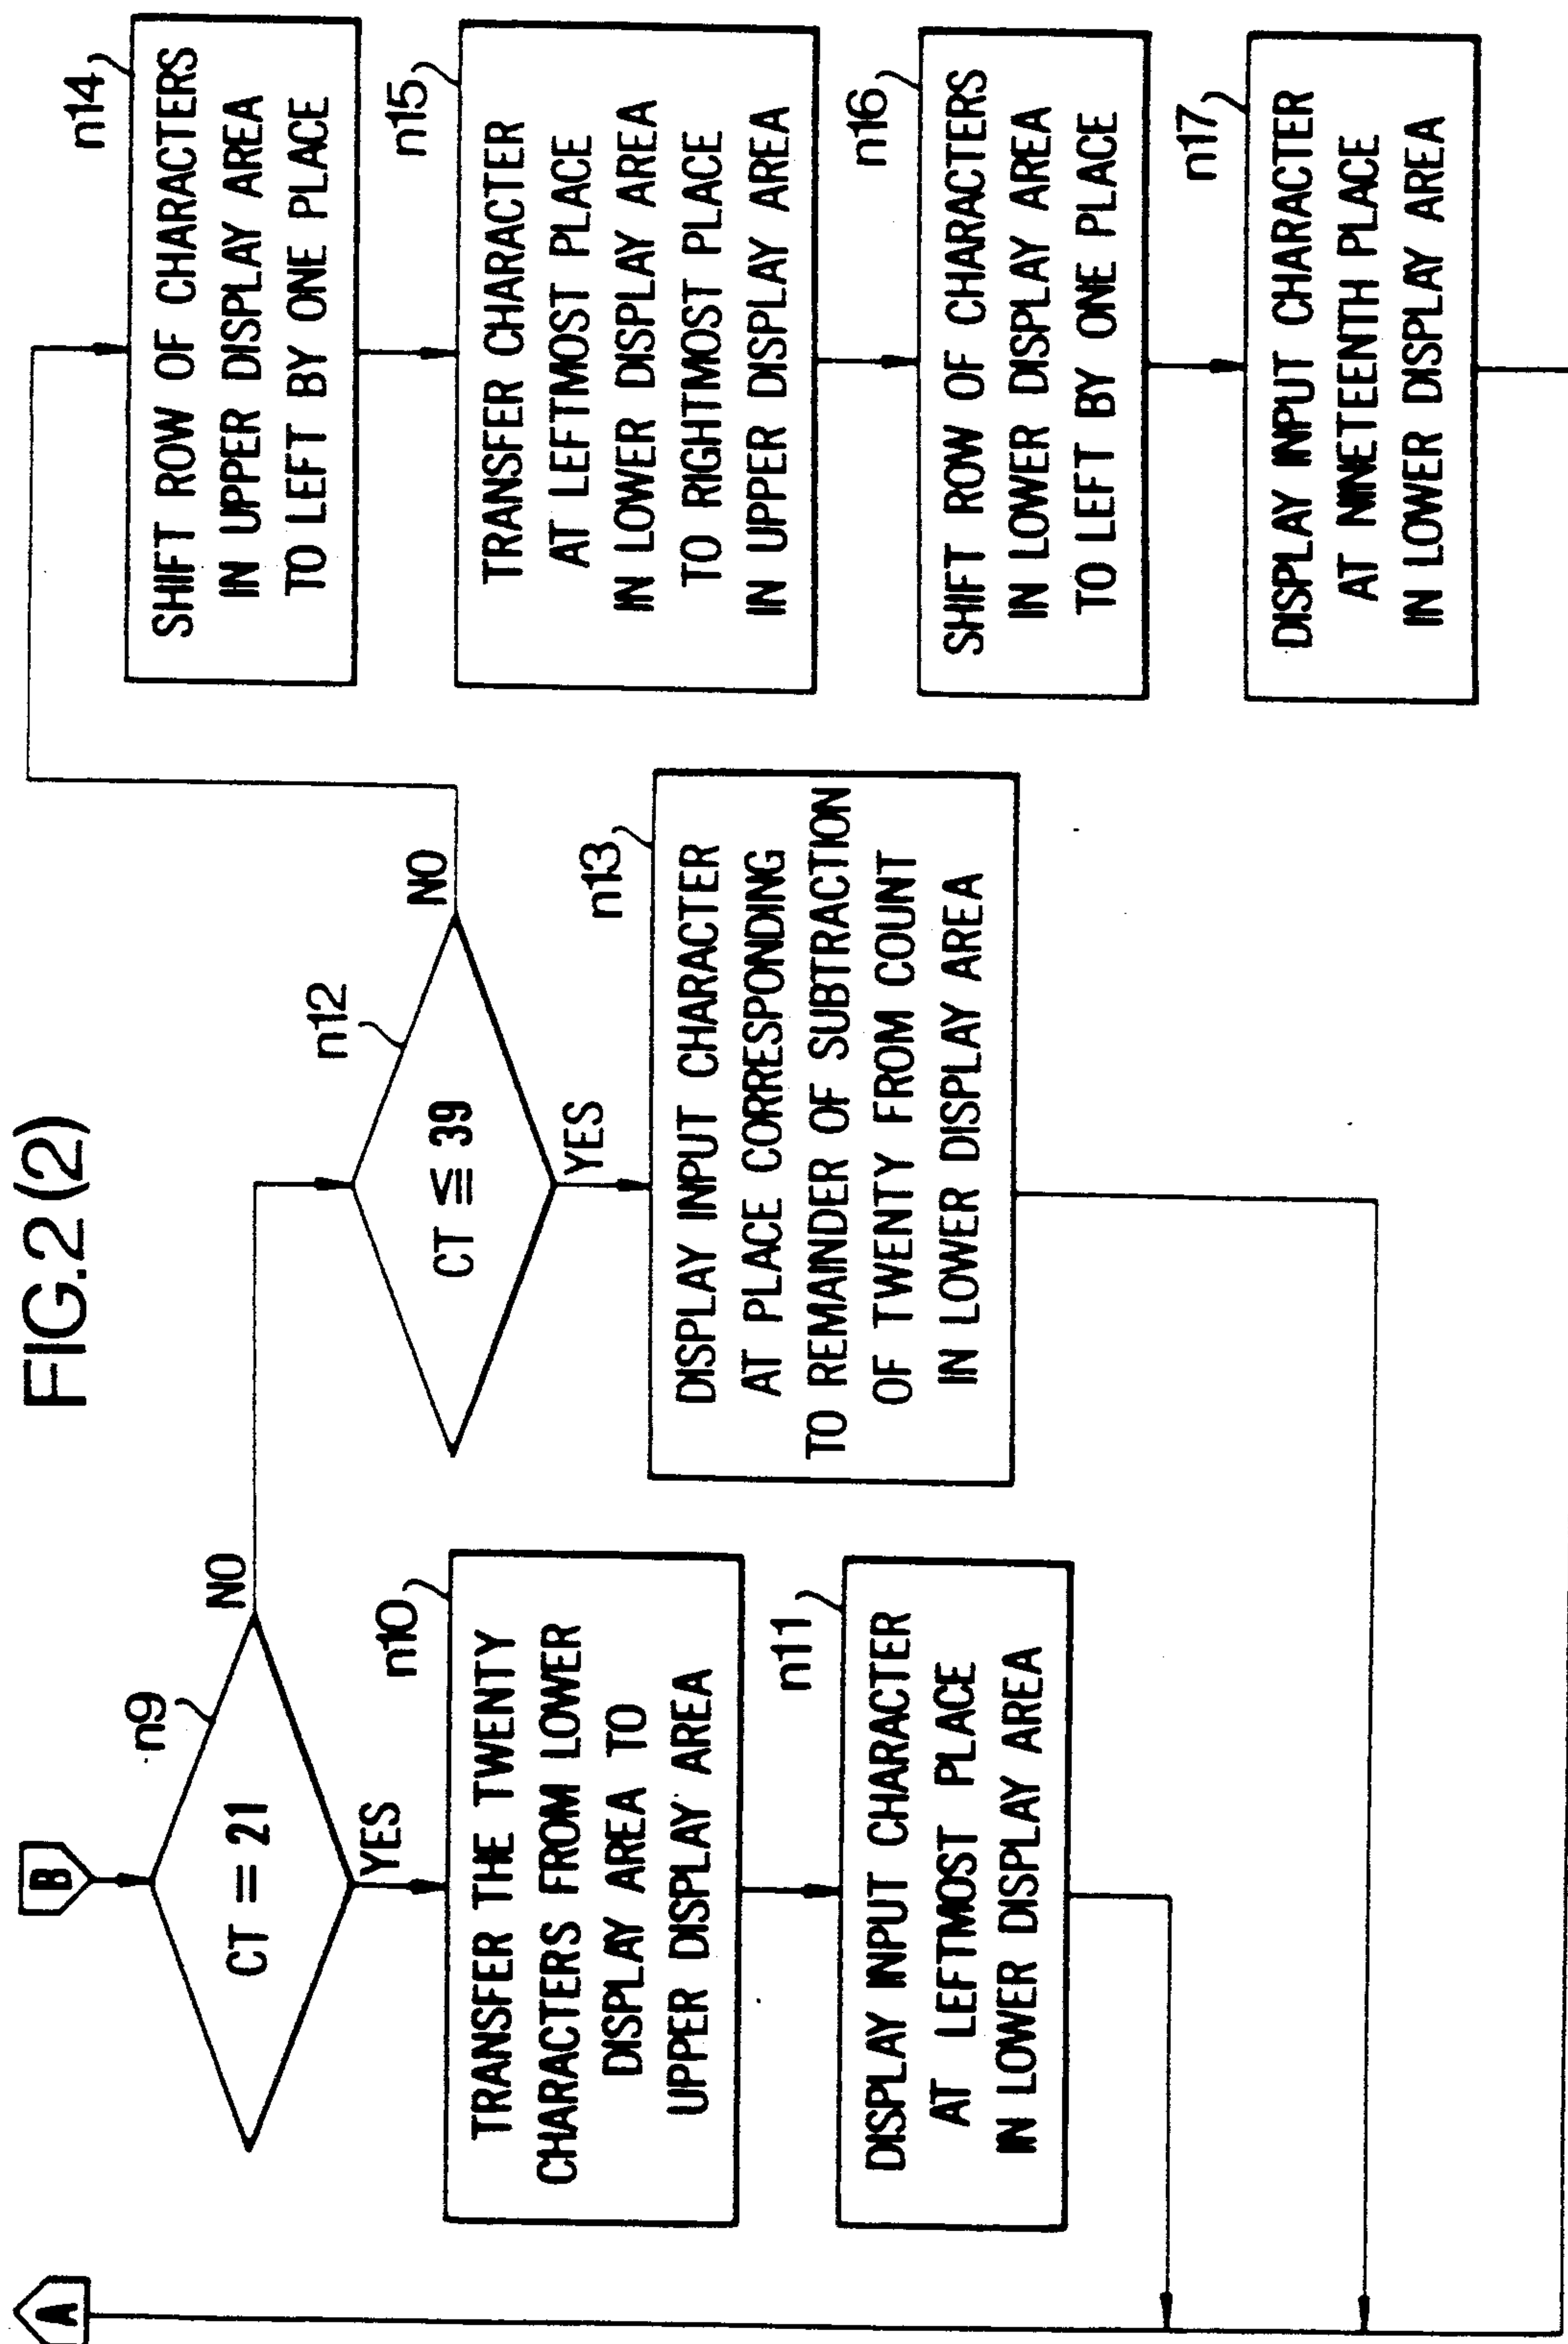 FIG.2 (2)
A
B
n9
CT = 21
NO
YES
n10
TRANSFER THE TWENTY
CHARACTERS FROM LOWER
DISPLAY AREA TO
UPPER DISPLAY AREA
n11
DISPLAY INPUT CHARACTER
AT LEFTMOST PLACE
IN LOWER DISPLAY AREA
n12
CT ≦ 39
NO
YES
n13
DISPLAY INPUT CHARACTER
AT PLACE CORRESPONDING
TO REMAINDER OF SUBTRACTION
OF TWENTY FROM COUNT
IN LOWER DISPLAY AREA
n14
SHIFT ROW OF CHARACTERS
IN UPPER DISPLAY AREA
TO LEFT BY ONE PLACE
n15
TRANSFER CHARACTER
AT LEFTMOST PLACE
IN LOWER DISPLAY AREA
TO RIGHTMOST PLACE
IN UPPER DISPLAY AREA
n16
SHIFT ROW OF CHARACTERS
IN LOWER DISPLAY AREA
TO LEFT BY ONE PLACE
n17
DISPLAY INPUT CHARACTER
AT NINETEENTH PLACE
IN LOWER DISPLAY AREA